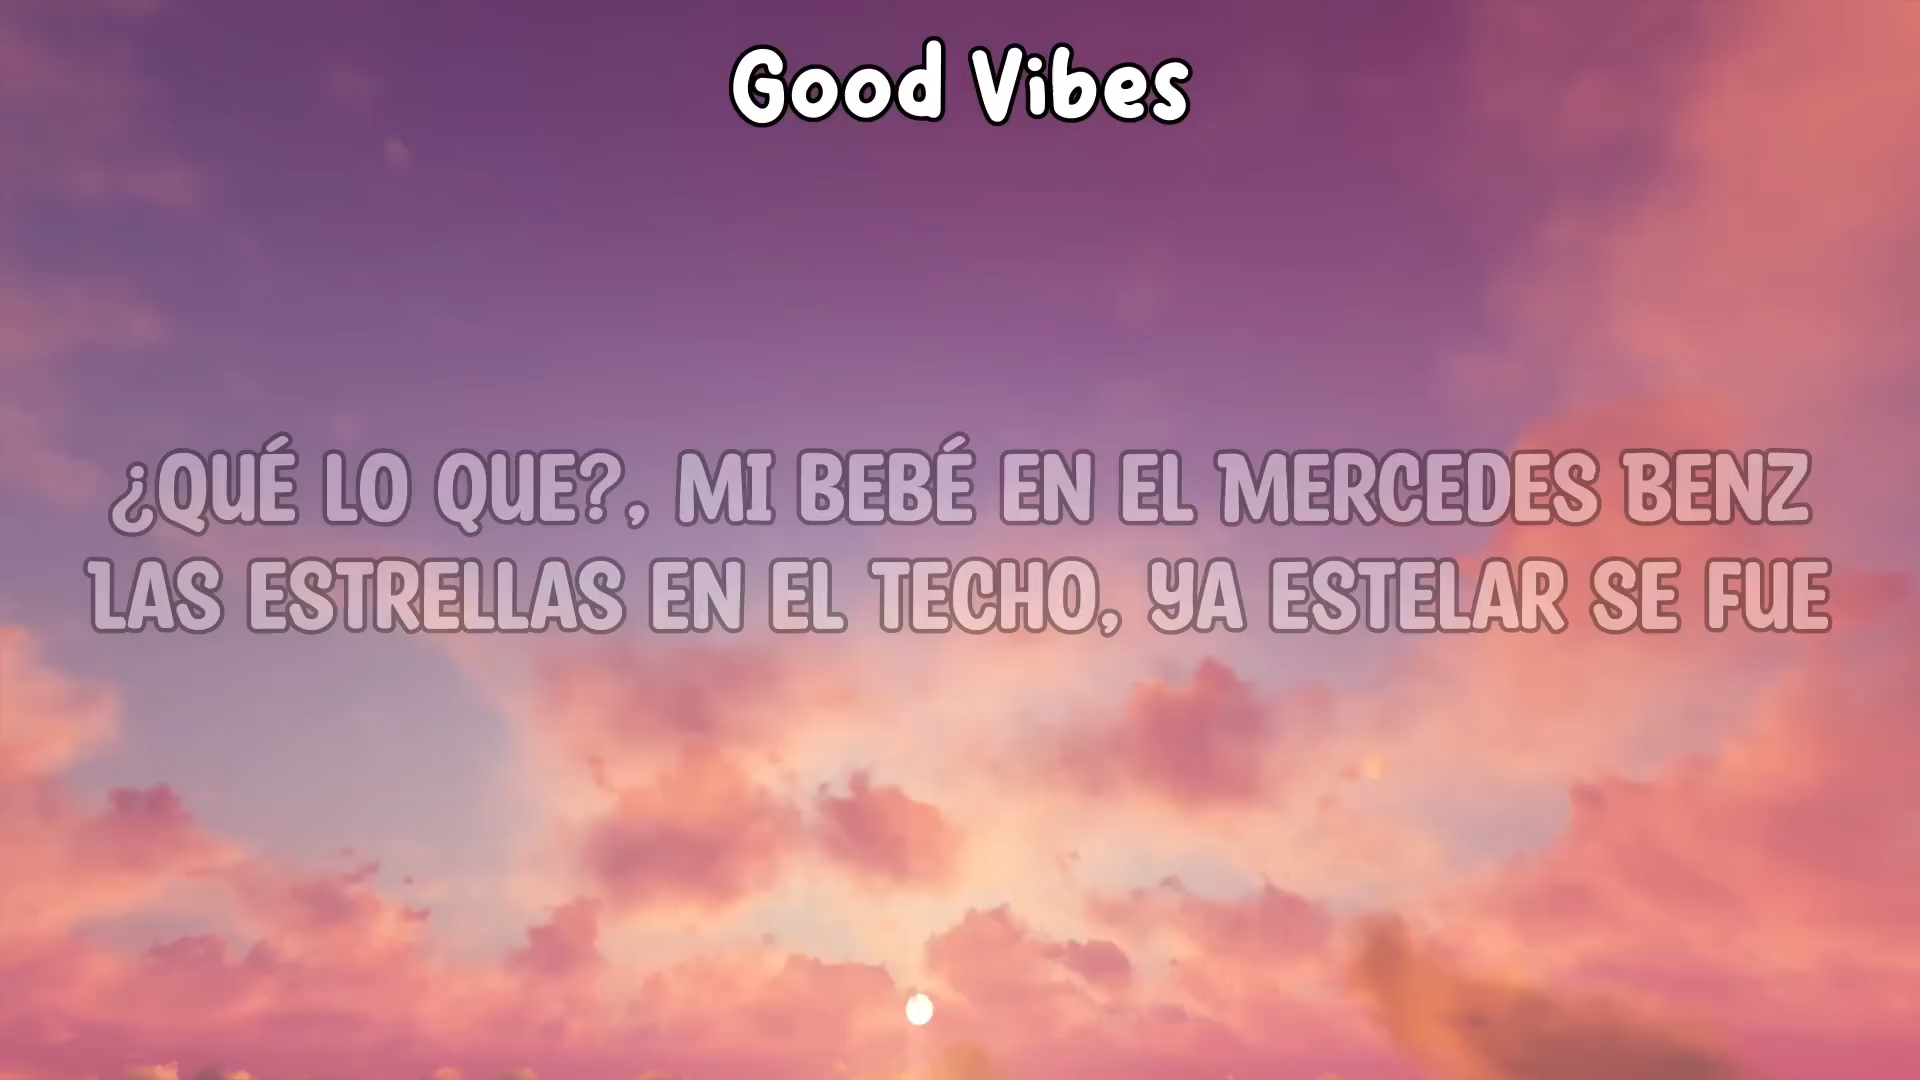 Good Vibes
¿QUÉ LO QUE?, MI BEBÉ EN EL MERCEDES BENZ
LAS ESTRELLAS EN EL TECHO, YA ESTELAR SE FUE